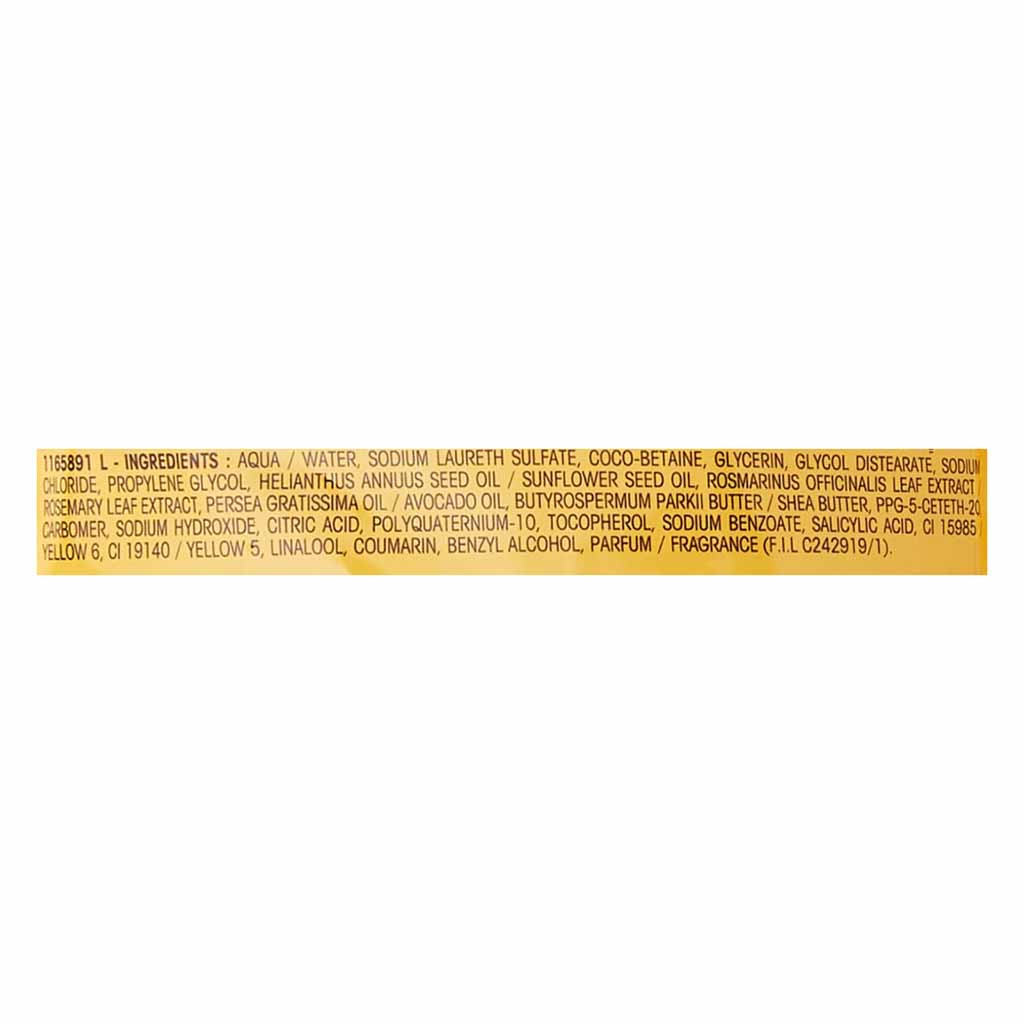 1165891 L - INGREDIENTS : AQUA / WATER, SODIUM LAURETH SULFATE, COCO-BETAINE, GLYCERIN, GLYCOL DISTEARATE, SODIUM
CHLORIDE, PROPYLENE GLYCOL, HELIANTHUS ANNUUS SEED OIL / SUNFLOWER SEED OIL, ROSMARINUS OFFICINALIS LEAF EXTRACT /
ROSEMARY LEAF EXTRACT, PERSEA GRATISSIMA OIL / AVOCADO OIL, BUTYROSPERMUM PARKII BUTTER / SHEA BUTTER, PPG-5-CETETH-20,
CARBOMER, SODIUM HYDROXIDE, CITRIC ACID, POLYQUATERNIUM-10, TOCOPHEROL, SODIUM BENZOATE, SALICYLIC ACID, CI 15985 /
YELLOW 6, CI 19140 / YELLOW 5, LINALOOL, COUMARIN, BENZYL ALCOHOL, PARFUM / FRAGRANCE (F.I.L C242919/1).